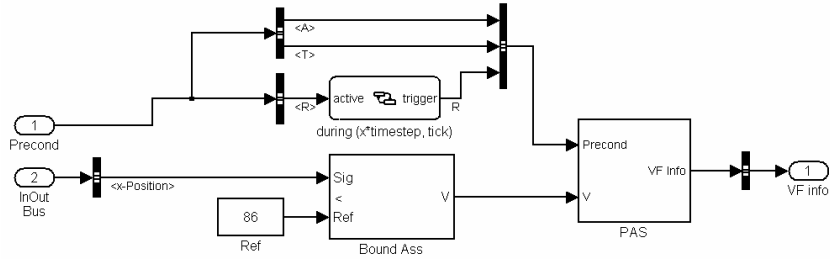 <A>
<T>
<R>
active trigger
R
during (x*timestep, tick)
1
Precond
2
InOut
Bus
<x-Position>
86
Ref
Sig
<
Ref
V
Bound Ass
Precond
V
VF Info
PAS
1
VF info